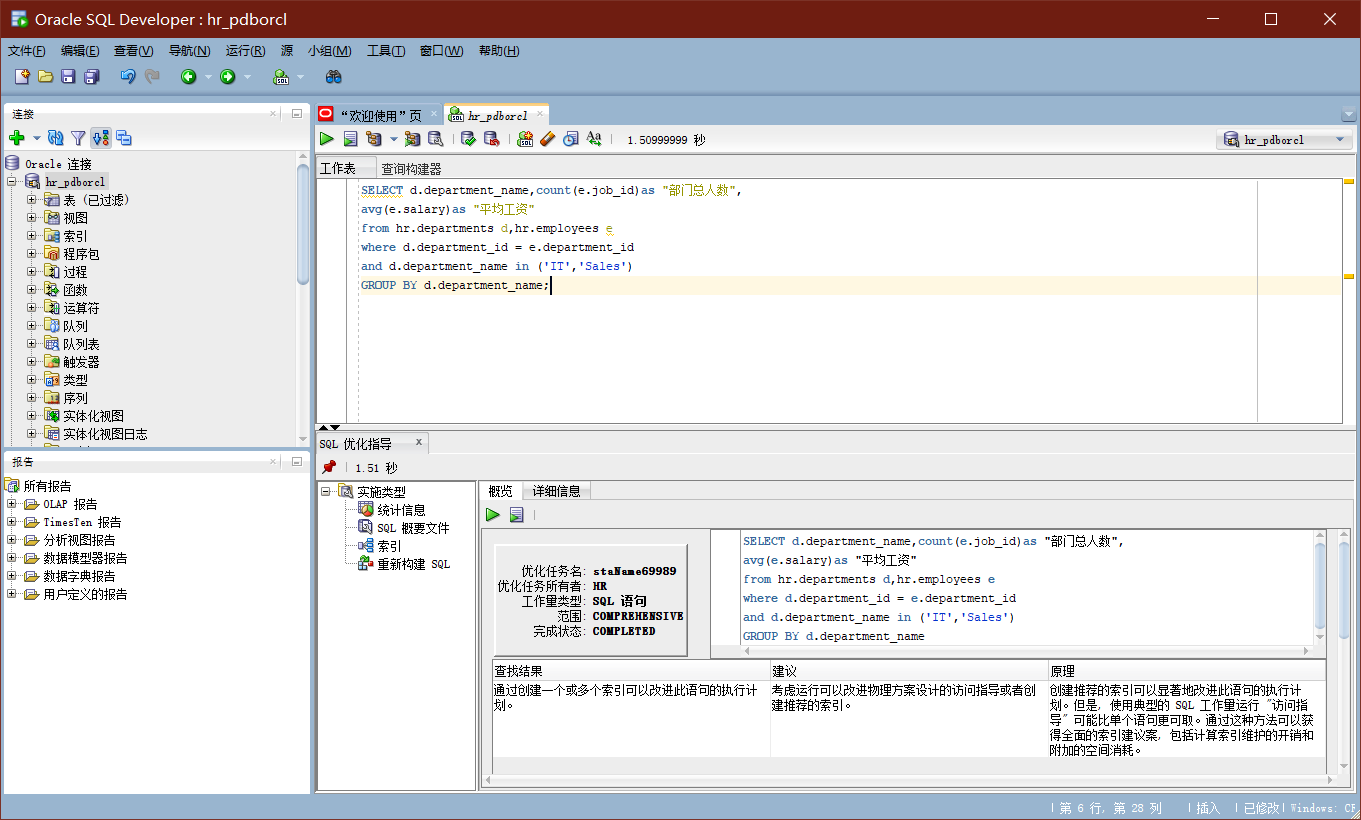 Oracle SQL Developer : hr_pdborcl
文件(F) 编辑(E) 查看(V) 导航(N) 运行(R) 源 小组(M) 工具(T) 窗口(W) 帮助(H)
连接
Oracle 连接
hr_pdborcl
表 (已过滤)
视图
索引
程序包
过程
函数
运算符
队列
队列表
触发器
类型
序列
实体化视图
实体化视图日志
报告
所有报告
OLAP 报告
TimesTen 报告
分析视图报告
数据模型器报告
数据字典报告
用户定义的报告
“欢迎使用”页 hr_pdborcl
1.50999999 秒 hr_pdborcl
工作表 查询构建器
SELECT d.department_name,count(e.job_id)as "部门总人数",
avg(e.salary)as "平均工资"
from hr.departments d,hr.employees e
where d.department_id = e.department_id
and d.department_name in ('IT','Sales')
GROUP BY d.department_name;
SQL 优化指导 x
1.51 秒
实施类型
统计信息
SQL 概要文件
索引
重新构建 SQL
概览 详细信息
优化任务名: staName69989
优化任务所有者: HR
工作量类型: SQL 语句
范围: COMPREHENSIVE
完成状态: COMPLETED
SELECT d.department_name,count(e.job_id)as "部门总人数",
avg(e.salary)as "平均工资"
from hr.departments d,hr.employees e
where d.department_id = e.department_id
and d.department_name in ('IT','Sales')
GROUP BY d.department_name
查找结果 建议 原理
通过创建一个或多个索引可以改进此语句的执行计
划。
考虑运行可以改进物理方案设计的访问指导或者创
建推荐的索引。
创建推荐的索引可以显著地改进此语句的执行计
划。但是, 使用典型的 SQL 工作量运行 "访问指
导" 可能比单个语句更可取。通过这种方法可以获
得全面的索引建议案, 包括计算索引维护的开销和
附加的空间消耗。
第 6 行, 第 28 列 | 插入 | 已修改 | Windows: CF